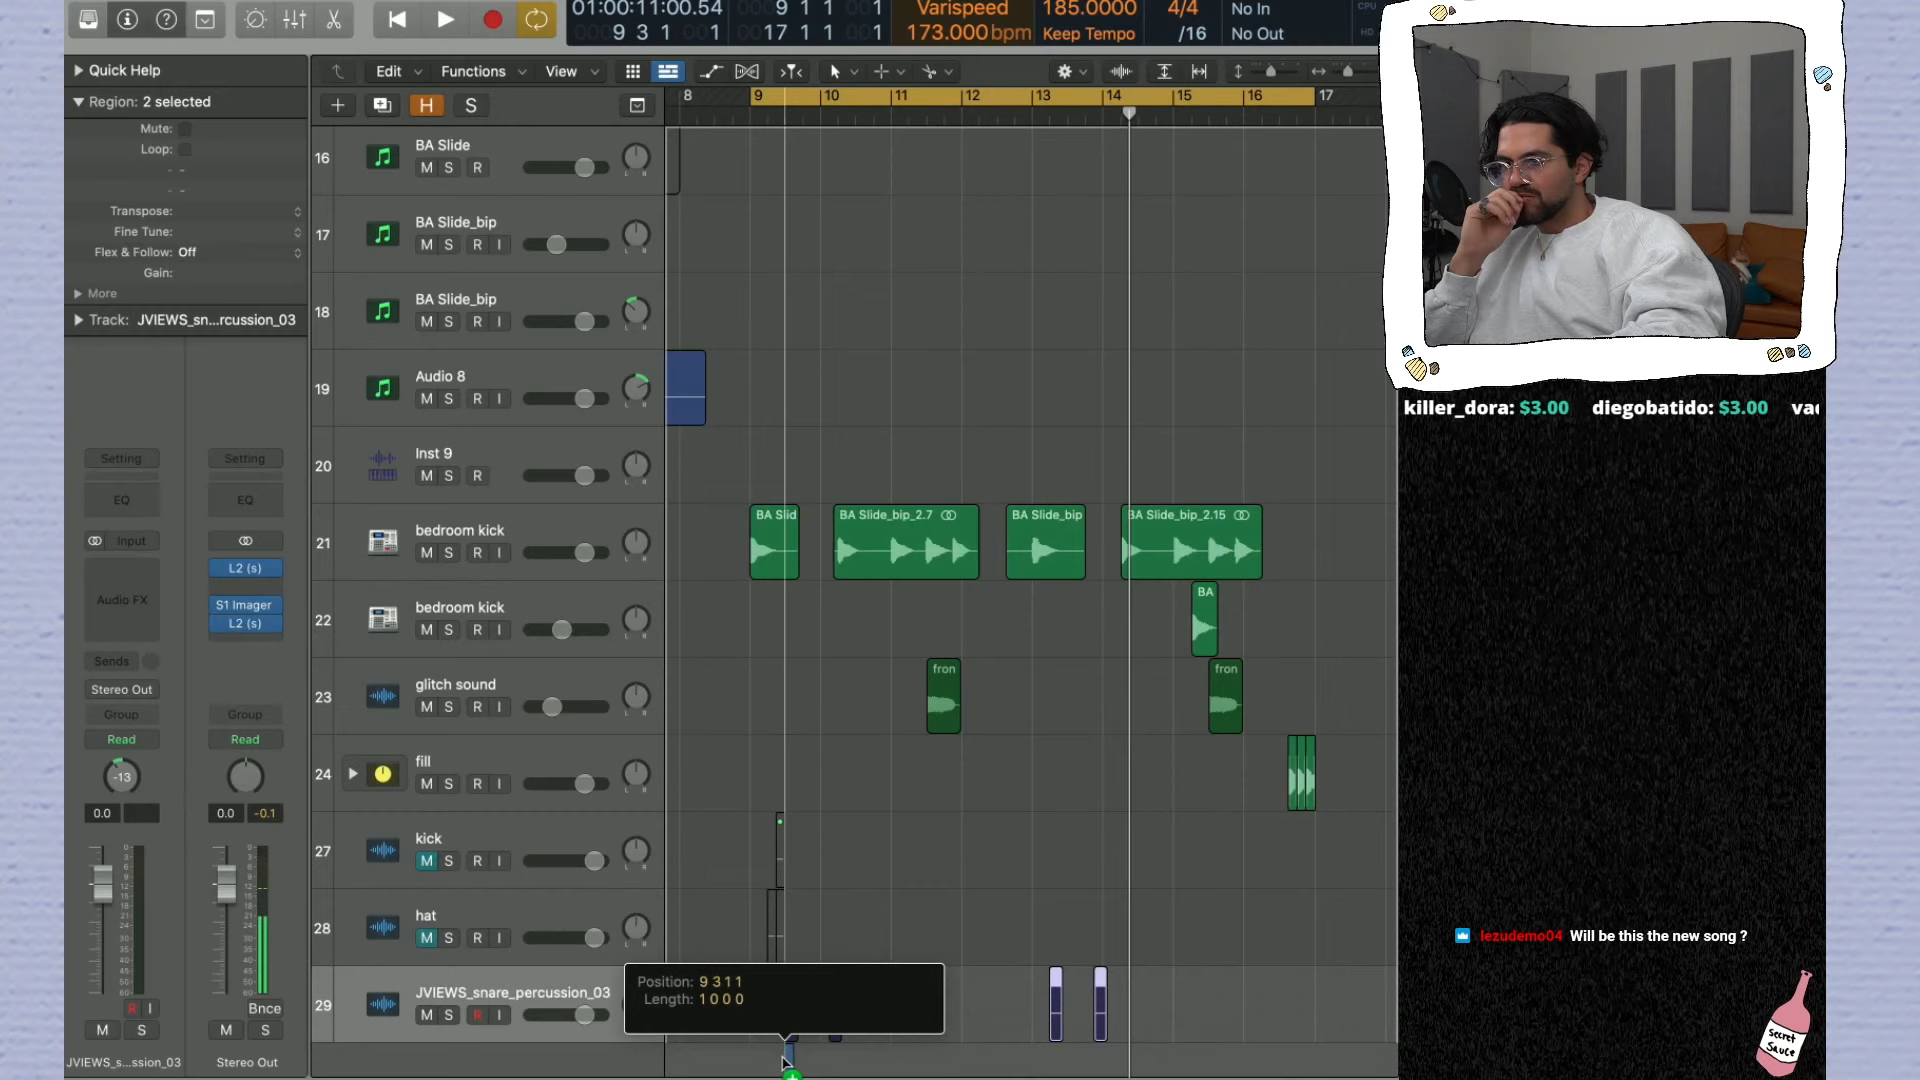 01:00:11:00.54
9 1 1 1
Varispeed
185.0000
4/4
No In
CPU
9 3 1 001
17 1 1 1
173.000 bpm
Keep Tempo
/16
No Out
HD
Quick Help
Region: 2 selected
Mute:
Loop:
Transpose:
Fine Tune:
Flex & Follow: Off
Gain:
More
Track: JVIEWS_sn...rcussion_03
Edit
Functions
View
H
S
8
9
10
11
12
13
14
15
16
17
16
BA Slide
M S R
17
BA Slide_bip
M S R I
18
BA Slide_bip
M S R I
19
Audio 8
M S R I
20
Inst 9
M S R
21
bedroom kick
M S R I
BA Slid
BA Slide_bip_2.7
BA Slide_bip
BA Slide_bip_2.15
22
bedroom kick
M S R I
BA
23
glitch sound
M S R I
fron
fron
24
fill
M S R I
27
kick
M S R I
28
hat
M S R I
29
JVIEWS_snare_percussion_03
M S R I
Position: 9 3 1 1
Length: 1 0 0 0
Setting
Setting
EQ
EQ
Input
L2 (s)
Audio FX
S1 Imager
L2 (s)
Sends
Stereo Out
Group
Group
Read
Read
-13
0.0
0.0
-0.1
R I
Bnce
M S
M S
JVIEWS_s...ssion_03
Stereo Out
killer_dora: $3.00
diegobatido: $3.00
lezudemo04 Will be this the new song ?
Secret
Sauce